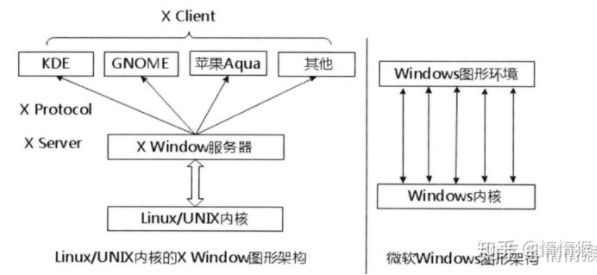 X Client
KDE
GNOME
苹果Aqua
其他
X Protocol
X Server
X Window服务器
Linux/UNIX内核
Linux/UNIX内核的X Window图形架构
Windows图形环境
Windows内核
微软Windows图形架构
知乎 @惰惰猴